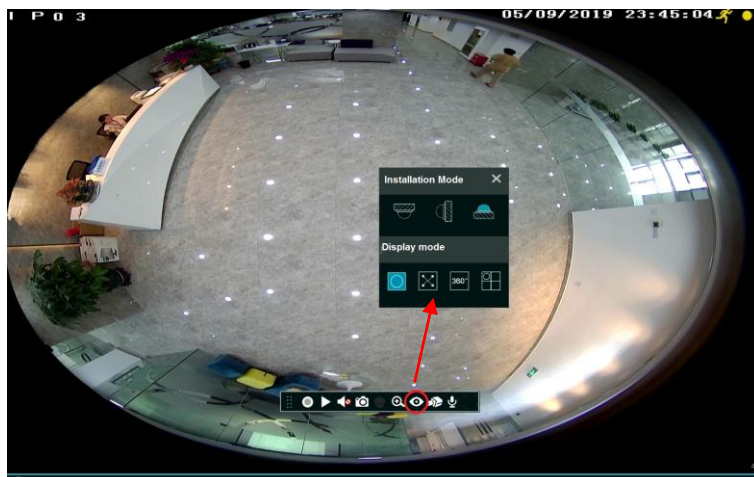 I P 0 3
05/09/2019 23:45:04
Installation Mode
Display mode
360°